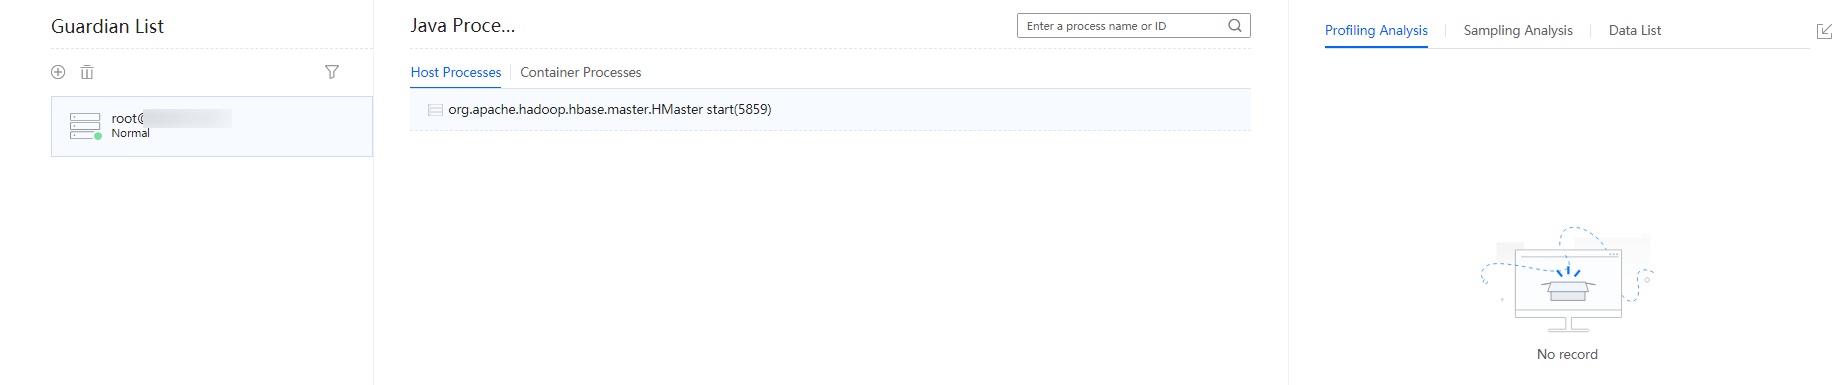 Guardian List
root@
Normal
Java Proce...
Enter a process name or ID
Host Processes
Container Processes
org.apache.hadoop.hbase.master.HMaster start(5859)
Profiling Analysis
Sampling Analysis
Data List
No record